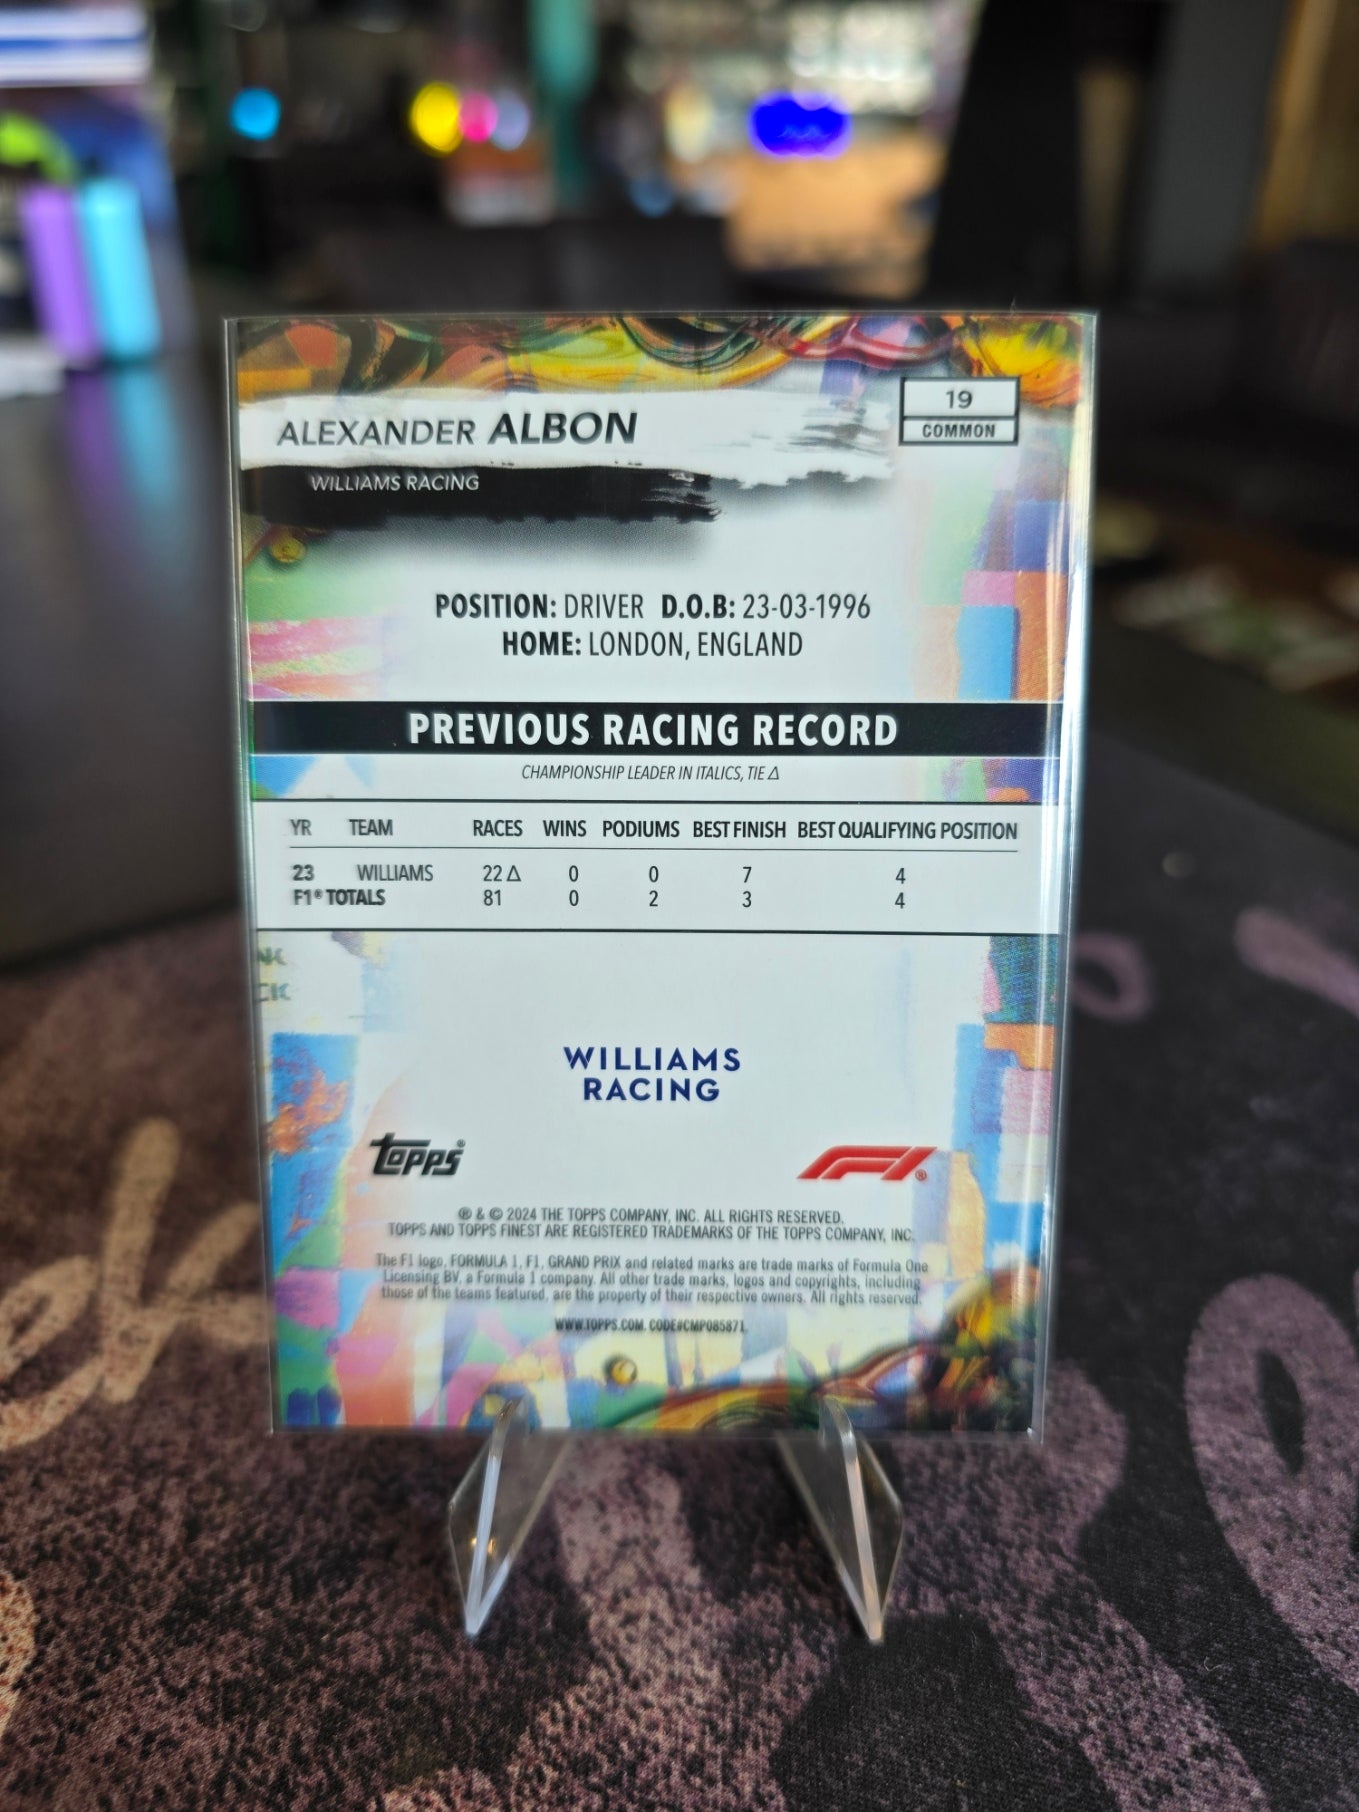 ALEXANDER ALBON
19
COMMON
WILLIAMS RACING
POSITION: DRIVER D.O.B: 23-03-1996
HOME: LONDON, ENGLAND
PREVIOUS RACING RECORD
CHAMPIONSHIP LEADER IN ITALICS, TIE Δ
YR TEAM RACES WINS PODIUMS BEST FINISH BEST QUALIFYING POSITION
23 WILLIAMS 22 Δ 0 0 7 4
F1® TOTALS 81 0 2 3 4
WILLIAMS
RACING
topps® F1®
® & © 2024 THE TOPPS COMPANY, INC. ALL RIGHTS RESERVED.
TOPPS AND TOPPS FINEST ARE REGISTERED TRADEMARKS OF THE TOPPS COMPANY, INC.
The F1 logo, FORMULA 1, F1, GRAND PRIX and related marks are trade marks of Formula One
Licensing BV, a Formula 1 company. All other trade marks, logos and copyrights, including
those of the teams featured, are the property of their respective owners. All rights reserved.
WWW.TOPPS.COM. CODE#CMP085871